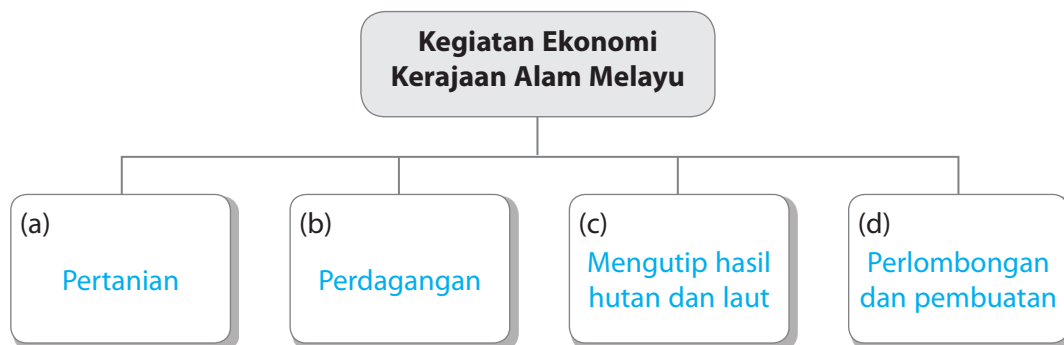 Kegiatan Ekonomi
Kerajaan Alam Melayu
(a)
Pertanian
(b)
Perdagangan
(c)
Mengutip hasil
hutan dan laut
(d)
Perlombongan
dan pembuatan